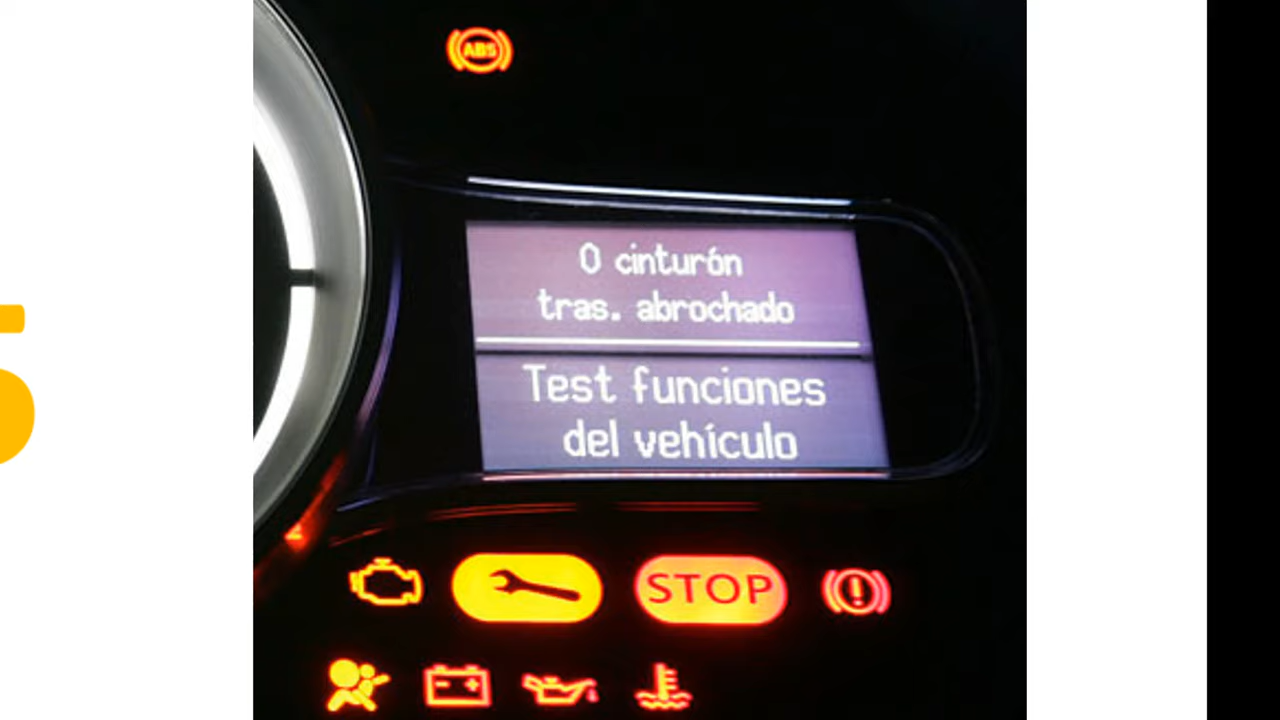 ABS
0 cinturón
tras. abrochado
Test funciones
del vehículo
STOP